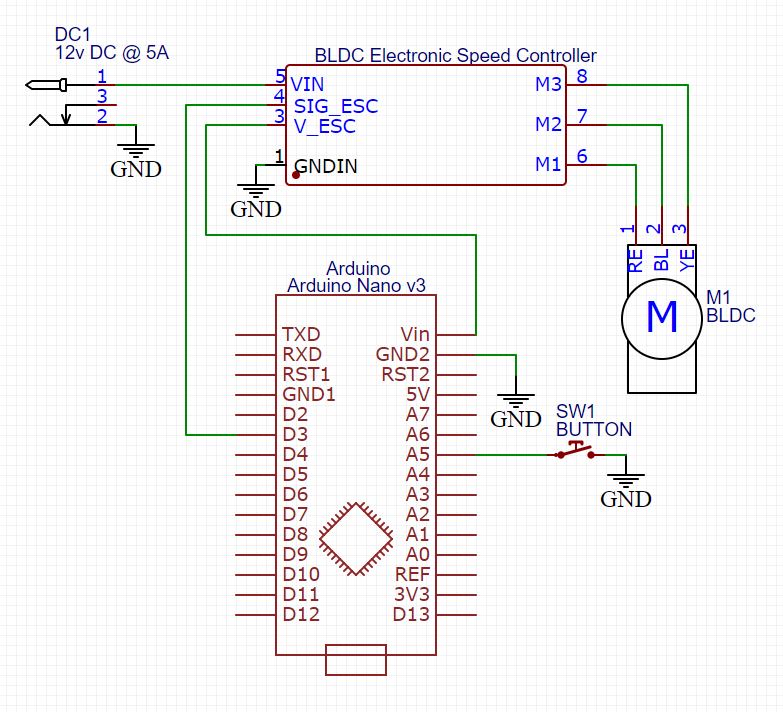 DC1
12v DC @ 5A
1
3
2
GND
BLDC Electronic Speed Controller
5 VIN
4 SIG_ESC
3 V_ESC
1 GNDIN
M3 8
M2 7
M1 6
GND
1 2 3
RE BL YE
M
M1
BLDC
Arduino
Arduino Nano v3
TXD Vin
RXD GND2
RST1 RST2
GND1 5V
D2 A7
D3 A6
D4 A5
D5 A4
D6 A3
D7 A2
D8 A1
D9 A0
D10 REF
D11 3V3
D12 D13
GND
SW1
BUTTON
GND